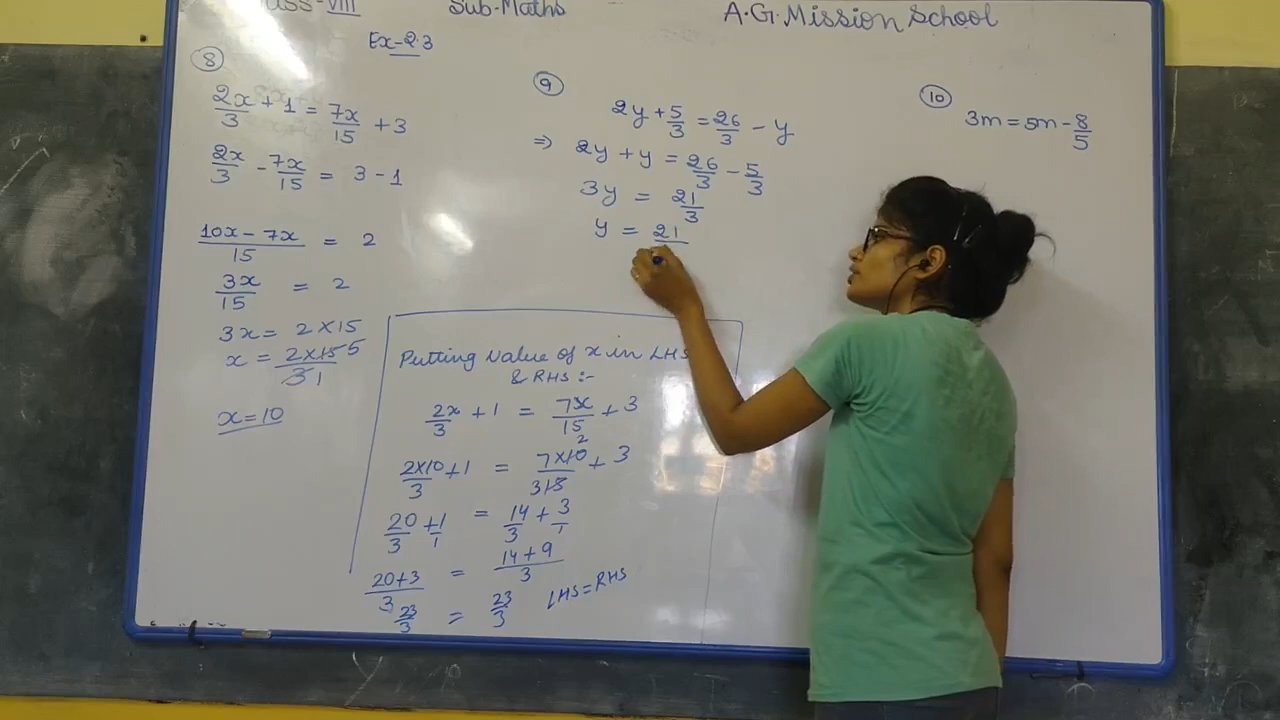 VIII
Sub-Maths
A.G. Mission School
Ex-2.3
8
2x/3 + 1 = 7x/15 + 3
2x/3 - 7x/15 = 3 - 1
10x - 7x/15 = 2
3x/15 = 2
3x = 2 x 15
x = 2 x 15 5/3 1
x = 10
Putting Value of x in LHS
& RHS :-
2x/3 + 1 = 7x/15 + 3
2x10/3 + 1 = 7x10 2/3 15 + 3
20/3 + 1/1 = 14/3 + 3/1
20+3/3 = 14+9/3
23/3 = 23/3 LHS = RHS
9
2y + 5/3 = 26/3 - y
⇒ 2y + y = 26/3 - 5/3
3y = 21/3
y = 21
10
3m = 5m - 8/5